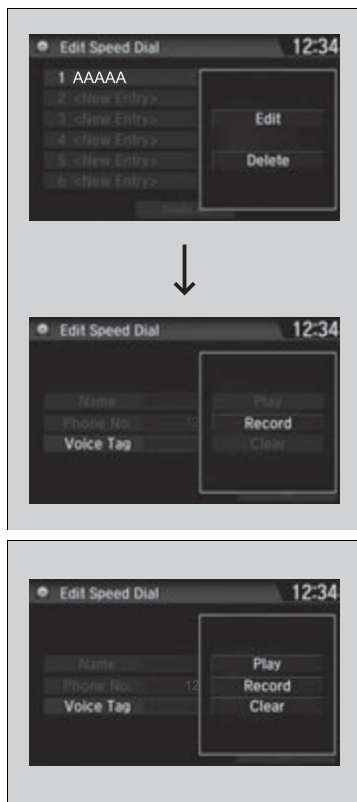 Edit Speed Dial 12:34
1 AAAAA
2 <New Entry>
3 <New Entry>
4 <New Entry>
5 <New Entry>
6 <New Entry>
Edit
Delete
Edit Speed Dial 12:34
Name
Phone No. 12
Voice Tag
Play
Record
Clear
Edit Speed Dial 12:34
Name
Phone No. 12
Voice Tag
Play
Record
Clear